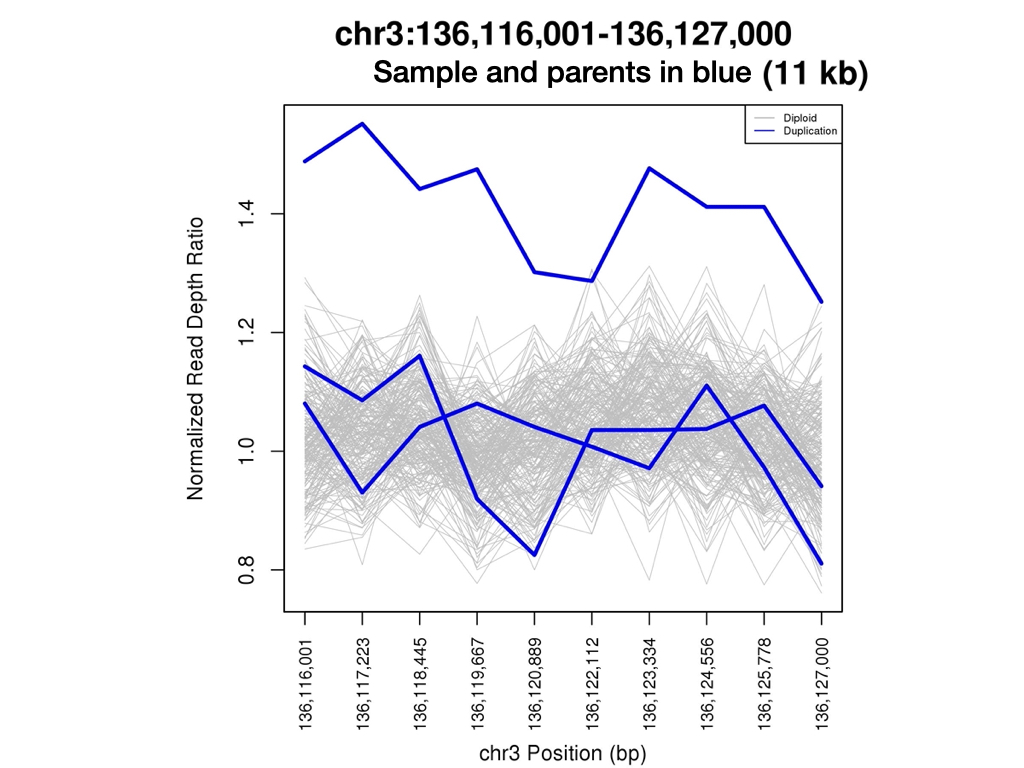 chr3:136,116,001-136,127,000
Sample and parents in blue (11 kb)
Diploid
Duplication
Normalized Read Depth Ratio
1.4
1.2
1.0
0.8
136,116,001
136,117,223
136,118,445
136,119,667
136,120,889
136,122,112
136,123,334
136,124,556
136,125,778
136,127,000
chr3 Position (bp)